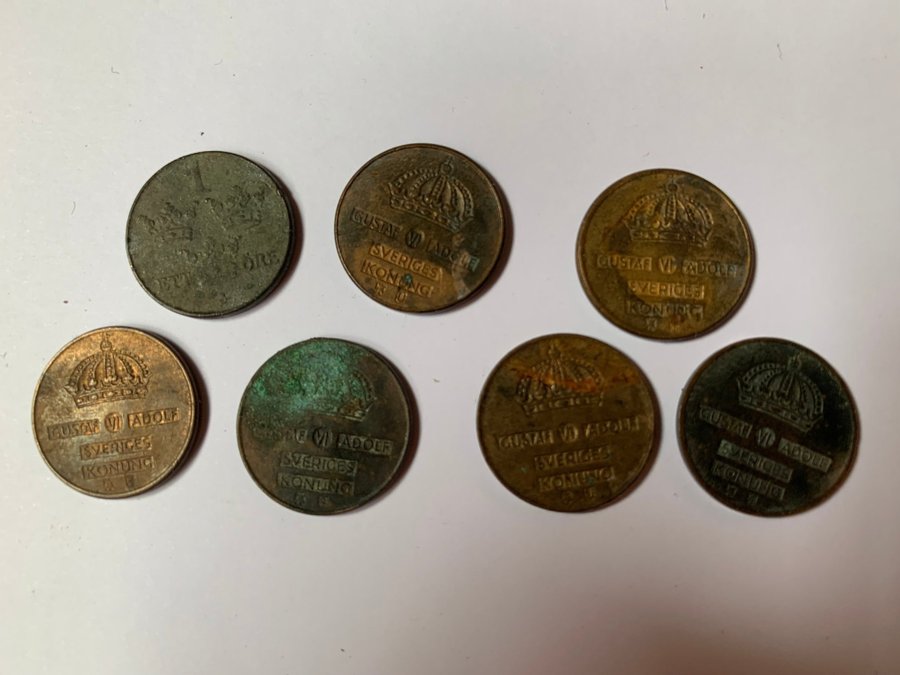 1
ETT ÖRE
GUSTAF VI ADOLF
SVERIGES
KONUNG
GUSTAF VI ADOLF
SVERIGES
KONUNG
GUSTAF VI ADOLF
SVERIGES
KONUNG
GUSTAF VI ADOLF
SVERIGES
KONUNG
GUSTAF VI ADOLF
SVERIGES
KONUNG
GUSTAF VI ADOLF
SVERIGES
KONUNG